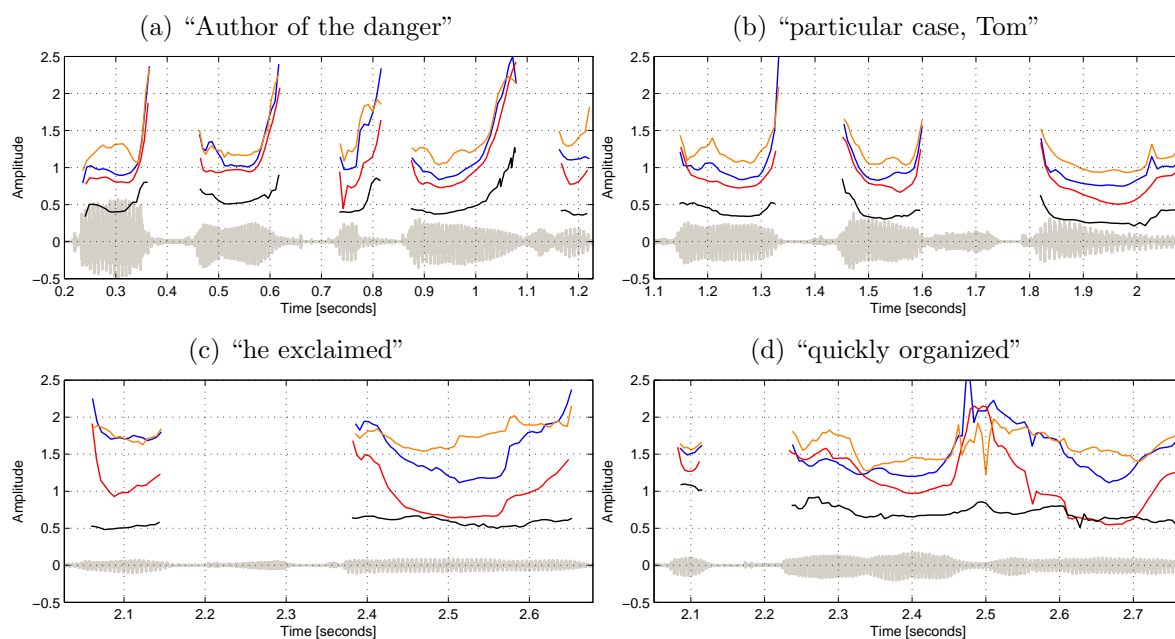 (a) “Author of the danger”
2.5
2
1.5
1
0.5
0
−0.5
Amplitude
0.2 0.3 0.4 0.5 0.6 0.7 0.8 0.9 1 1.1 1.2
Time [seconds]
(b) “particular case, Tom”
2.5
2
1.5
1
0.5
0
−0.5
Amplitude
1.1 1.2 1.3 1.4 1.5 1.6 1.7 1.8 1.9 2
Time [seconds]
(c) “he exclaimed”
2.5
2
1.5
1
0.5
0
−0.5
Amplitude
2.1 2.2 2.3 2.4 2.5 2.6
Time [seconds]
(d) “quickly organized”
2.5
2
1.5
1
0.5
0
−0.5
Amplitude
2.1 2.2 2.3 2.4 2.5 2.6 2.7
Time [seconds]